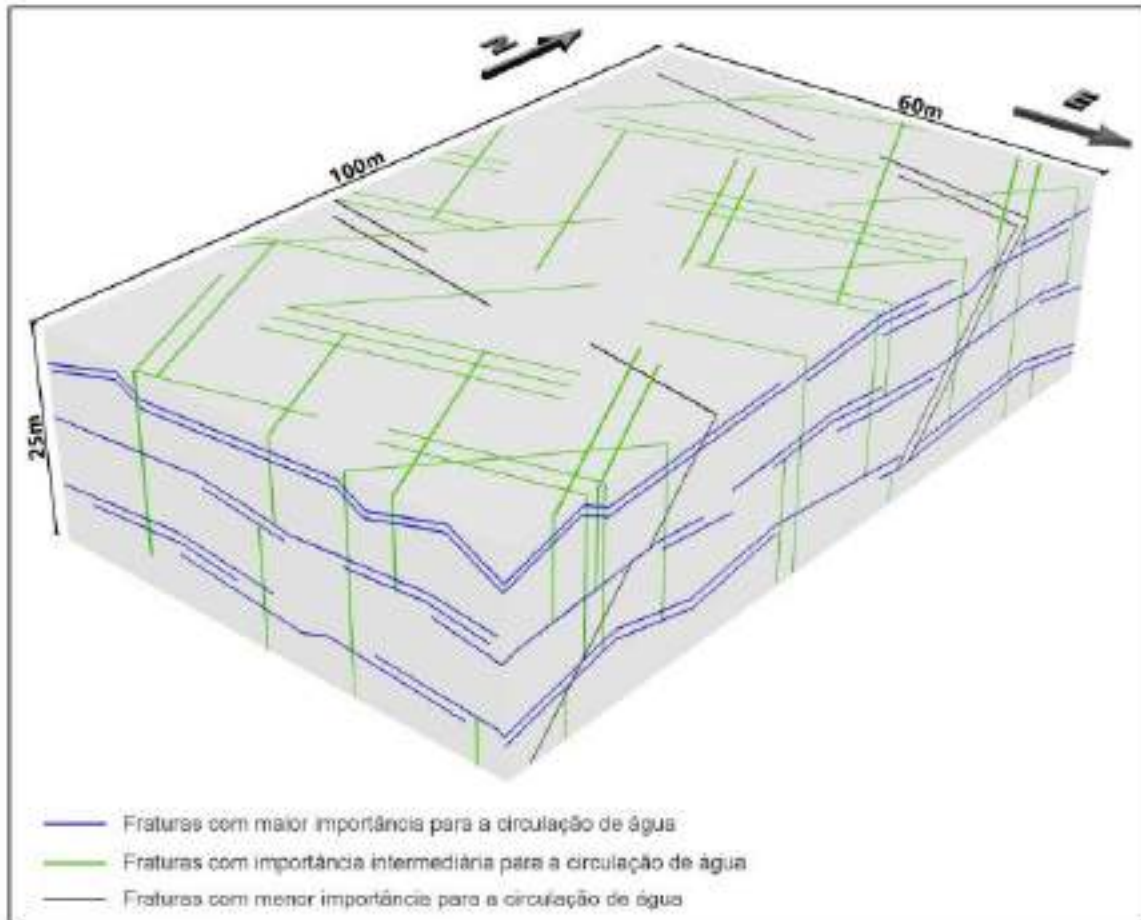 N
60m
E
100m
25m
Fraturas com maior importância para a circulação de água
Fraturas com importância intermediária para a circulação de água
Fraturas com menor importância para a circulação de água